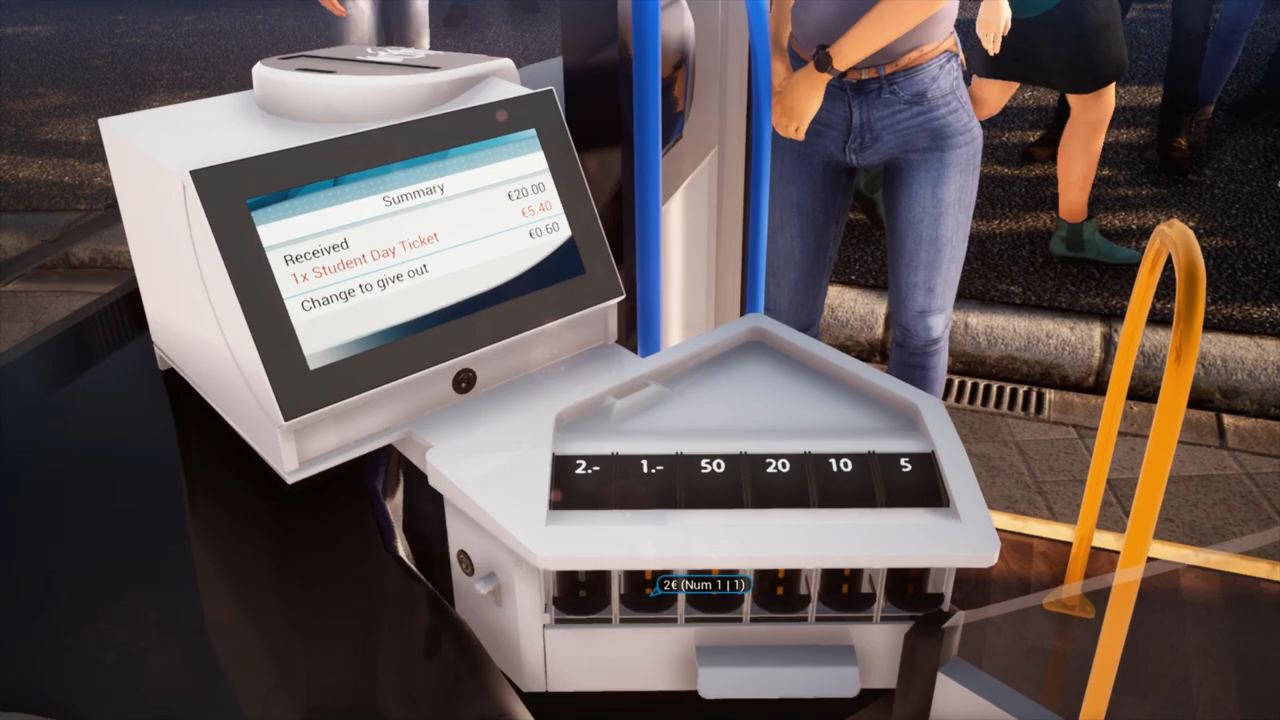 Summary
Received €20.00
1x Student Day Ticket €5.40
Change to give out €0.60
2.- 1.- 50 20 10 5
2€ (Num 1 | 1)